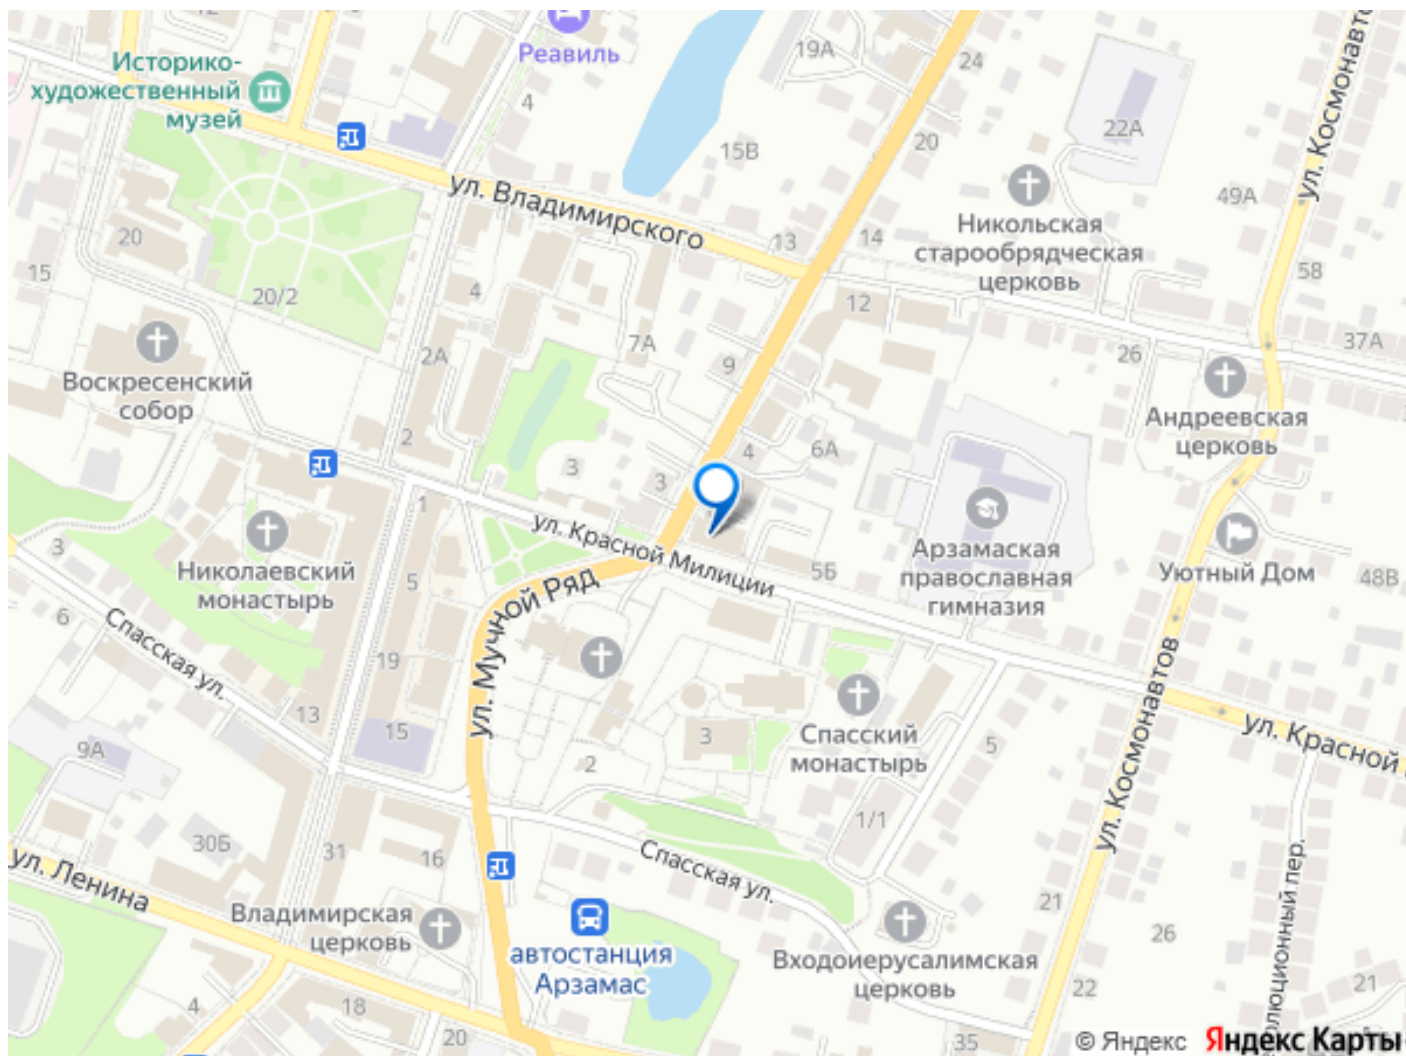 Реавиль
19А
24
Историко-
художественный
музей
4
22А
15В
20
ул. Космонавто
ул. Владимирского
Никольская
старообрядческая
церковь
49А
20
13
14
15
58
20/2
4
12
7А
2А
9
26
37А
Воскресенский
собор
Андреевская
церковь
2
3
3
4
6А
1
ул. Красной Милиции
Арзамаская
православная
гимназия
3
Николаевский
монастырь
5
5Б
Уютный Дом
48В
6
Спасская ул.
ул. Мучной Ряд
19
13
15
9А
2
3
Спасский
монастырь
5
ул. Космонавтов
ул. Красной
30Б
31
16
1/1
ул. Ленина
Спасская ул.
Владимирская
церковь
автостанция
Арзамас
Входоиерусалимская
церковь
21
26
олюционный пер.
4
18
20
22
21
35
© Яндекс Яндекс Карты